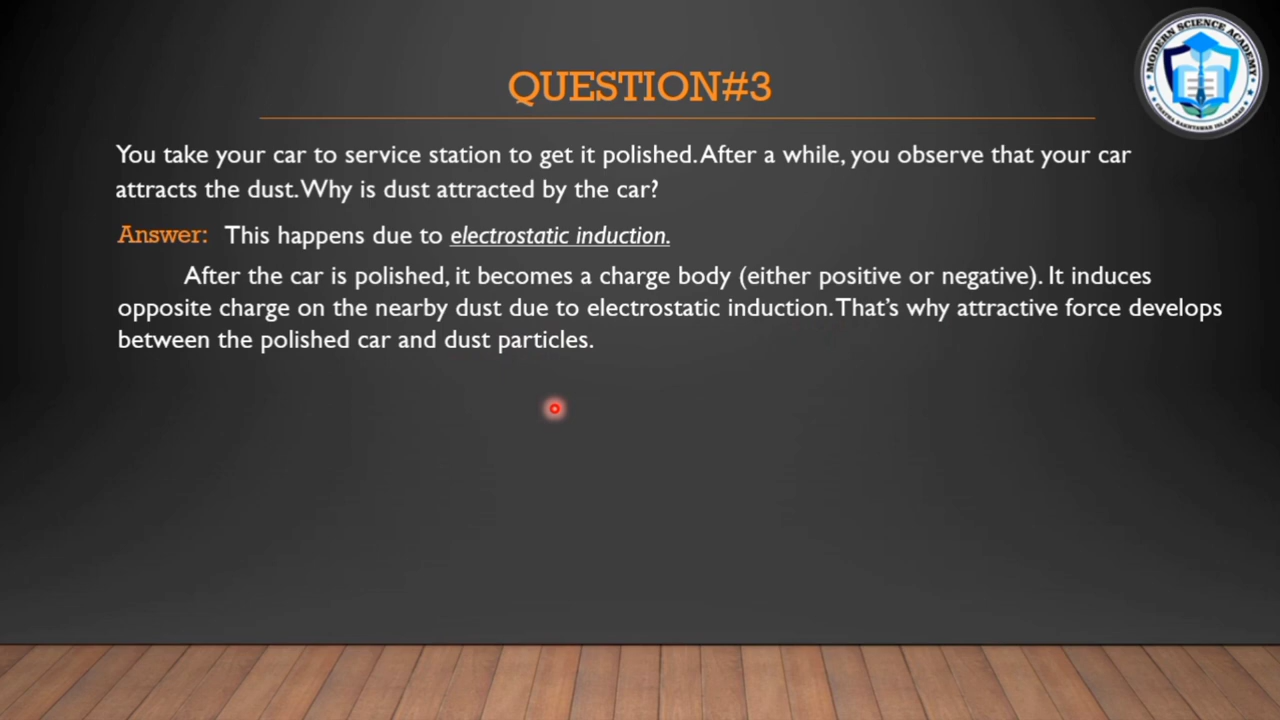 MODERN SCIENCE ACADEMY
QUESTION#3
You take your car to service station to get it polished. After a while, you observe that your car
attracts the dust. Why is dust attracted by the car?
Answer: This happens due to electrostatic induction.
After the car is polished, it becomes a charge body (either positive or negative). It induces
opposite charge on the nearby dust due to electrostatic induction. That's why attractive force develops
between the polished car and dust particles.